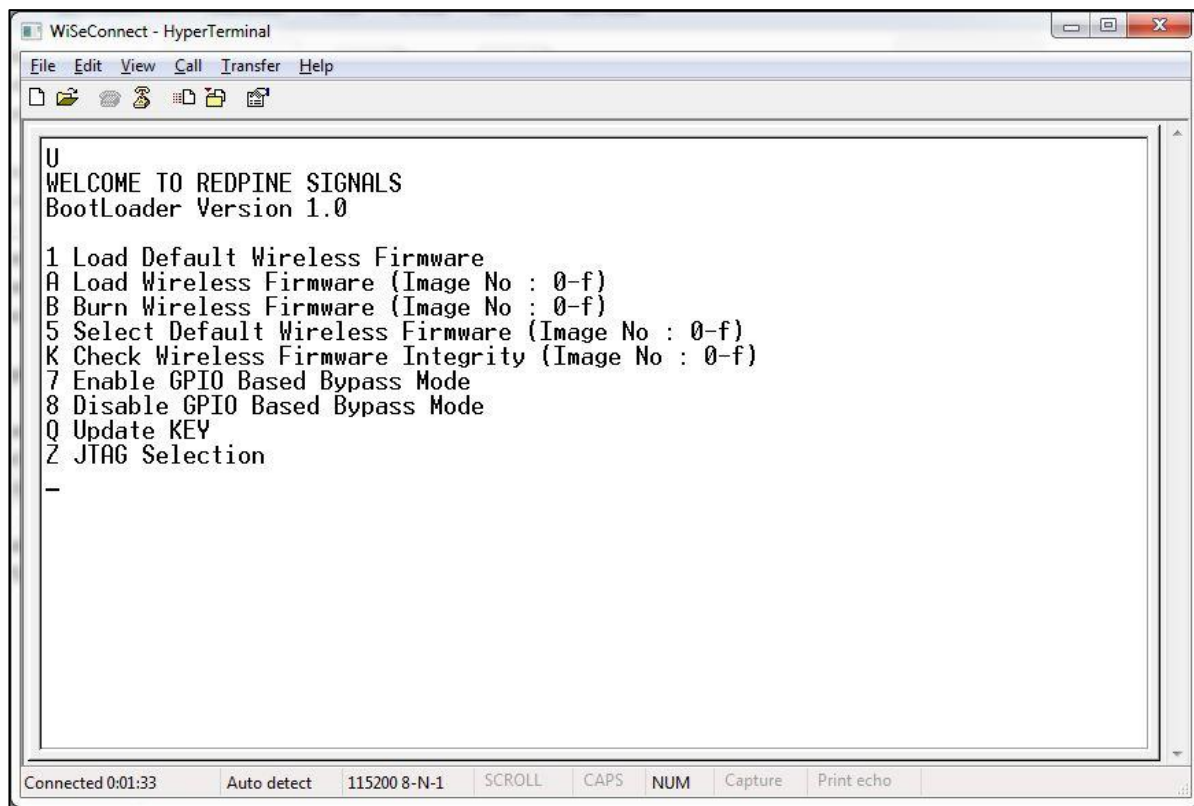 WiSeConnect - HyperTerminal
File Edit View Call Transfer Help
U
WELCOME TO REDPINE SIGNALS
BootLoader Version 1.0
1 Load Default Wireless Firmware
A Load Wireless Firmware (Image No : 0-f)
B Burn Wireless Firmware (Image No : 0-f)
5 Select Default Wireless Firmware (Image No : 0-f)
K Check Wireless Firmware Integrity (Image No : 0-f)
7 Enable GPIO Based Bypass Mode
8 Disable GPIO Based Bypass Mode
Q Update KEY
Z JTAG Selection
_
Connected 0:01:33 Auto detect 115200 8-N-1 SCROLL CAPS NUM Capture Print echo